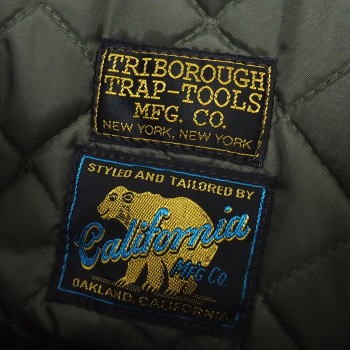 TRIBOROUGH
TRAP-TOOLS
MFG. CO.
NEW YORK, NEW YORK
STYLED AND TAILORED BY
California
MFG Co.
OAKLAND, CALIFORNIA